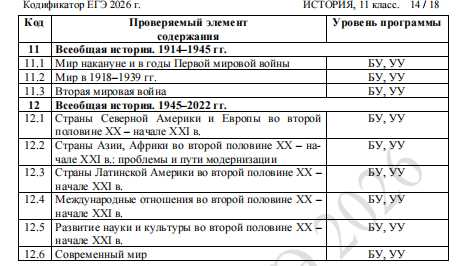 Кодификатор ЕГЭ 2026 г. ИСТОРИЯ, 11 класс. 14 / 18
Код Проверяемый элемент содержания Уровень программы
11 Всеобщая история. 1914–1945 гг.
11.1 Мир накануне и в годы Первой мировой войны БУ, УУ
11.2 Мир в 1918–1939 гг. БУ, УУ
11.3 Вторая мировая война БУ, УУ
12 Всеобщая история. 1945–2022 гг.
12.1 Страны Северной Америки и Европы во второй БУ, УУ
половине XX – начале XXI в.
12.2 Страны Азии, Африки во второй половине XX – на- БУ, УУ
чале XXI в.: проблемы и пути модернизации
12.3 Страны Латинской Америки во второй половине XX – БУ, УУ
начале XXI в.
12.4 Международные отношения во второй половине XX – БУ, УУ
начале XXI в.
12.5 Развитие науки и культуры во второй половине XX – БУ, УУ
начале XXI в.
12.6 Современный мир БУ, УУ
2026